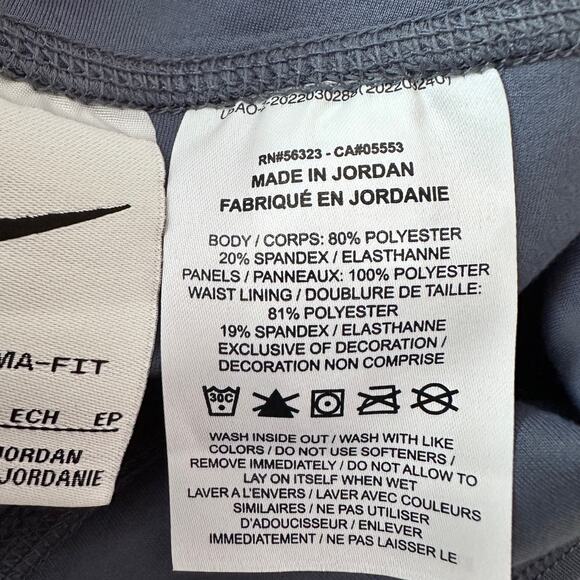 MA-FIT
ECH EP
JORDAN
JORDANIE
RN#56323 - CA#05553
MADE IN JORDAN
FABRIQUÉ EN JORDANIE
BODY / CORPS: 80% POLYESTER
20% SPANDEX / ELASTHANNE
PANELS / PANNEAUX: 100% POLYESTER
WAIST LINING / DOUBLURE DE TAILLE:
81% POLYESTER
19% SPANDEX / ELASTHANNE
EXCLUSIVE OF DECORATION /
DECORATION NON COMPRISE
30C
WASH INSIDE OUT / WASH WITH LIKE
COLORS / DO NOT USE SOFTENERS /
REMOVE IMMEDIATELY / DO NOT ALLOW TO
LAY ON ITSELF WHEN WET
LAVER A L'ENVERS / LAVER AVEC COULEURS
SIMILAIRES / NE PAS UTILISER
D'ADOUCISSEUR / ENLEVER
IMMEDIATEMENT / NE PAS LAISSER LE